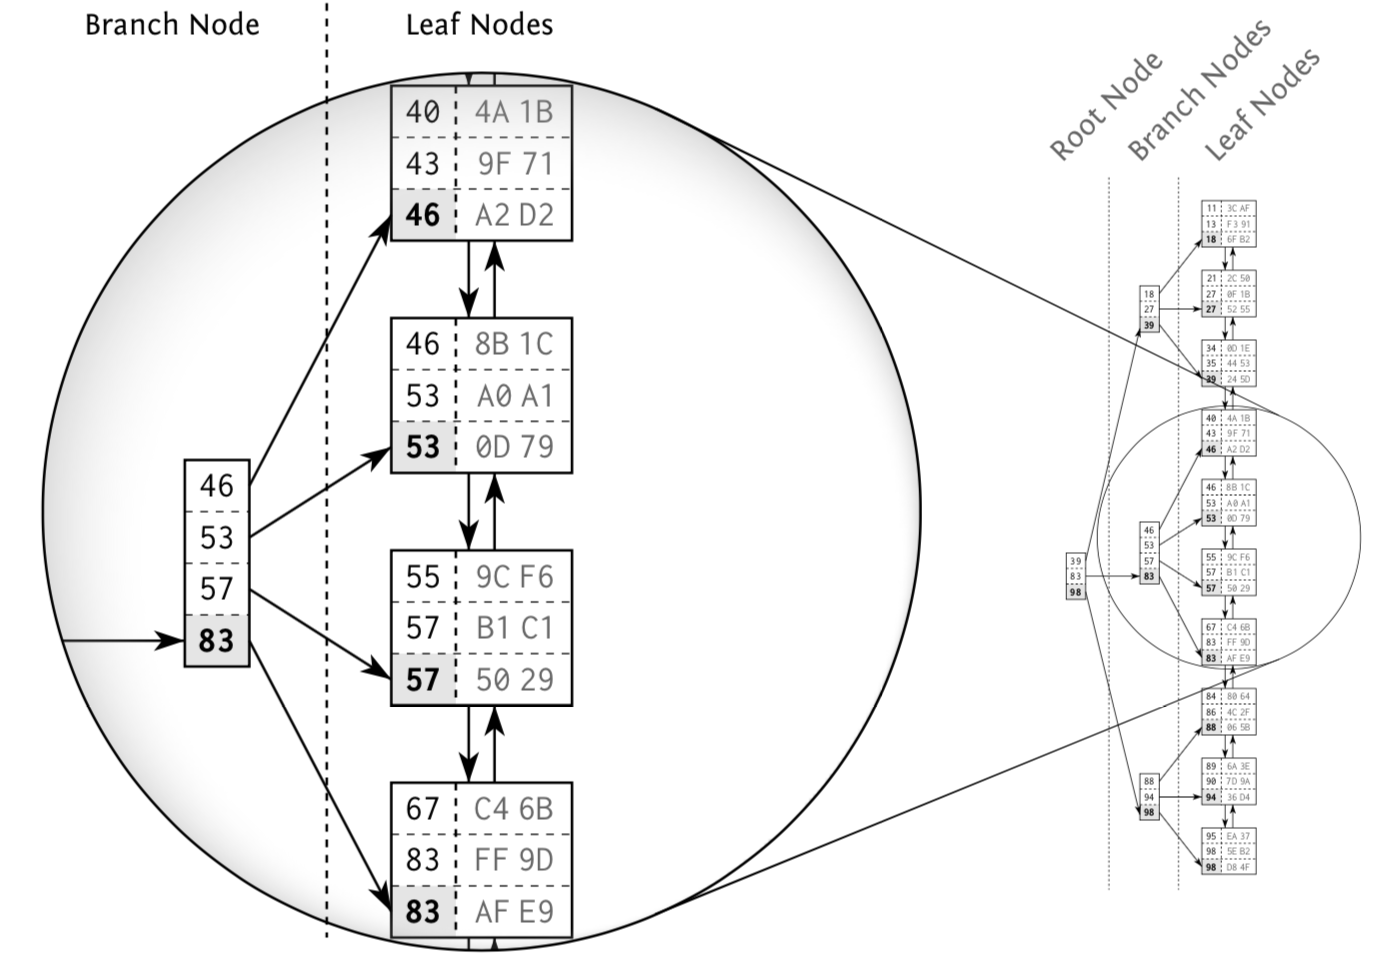 Branch Node
Leaf Nodes
40 4A 1B
43 9F 71
46 A2 D2
46 8B 1C
53 A0 A1
53 0D 79
46
53
57
83
55 9C F6
57 B1 C1
57 50 29
67 C4 6B
83 FF 9D
83 AF E9
Root Node
Branch Nodes
Leaf Nodes
39
83
98
18
27
39
46
53
57
83
88
94
98
11 3C AF
13 F3 91
18 6F B2
21 2C 50
27 0F 1B
27 52 55
34 0D 1E
35 44 53
39 24 5D
40 4A 1B
43 9F 71
46 A2 D2
46 8B 1C
53 A0 A1
53 0D 79
55 9C F6
57 B1 C1
57 50 29
67 C4 6B
83 FF 9D
83 AF E9
84 80 64
86 4C 2F
88 06 5B
89 6A 3E
90 7D 9A
94 36 D4
95 EA 37
98 5E B2
98 D8 4F